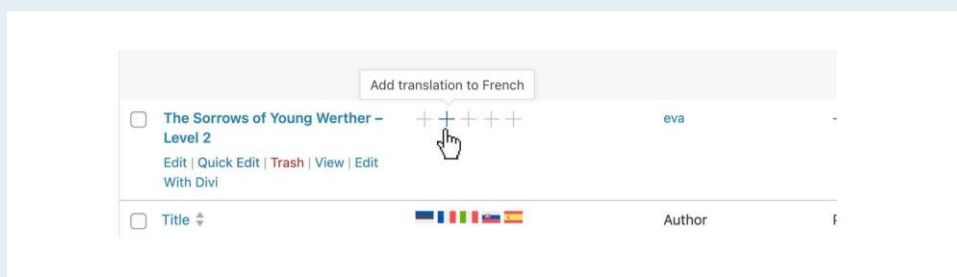 Add translation to French
The Sorrows of Young Werther – eva -
Level 2
Edit | Quick Edit | Trash | View | Edit
With Divi
Title Author